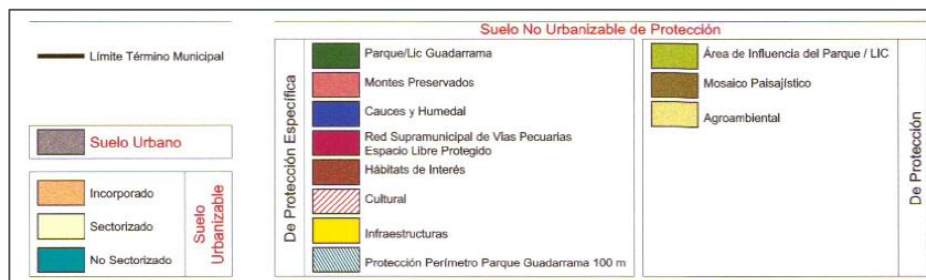 Suelo No Urbanizable de Protección
Límite Término Municipal
Suelo Urbano
Incorporado
Sectorizado
No Sectorizado
Suelo
Urbanizable
De Protección Específica
Parque/Lic Guadarrama
Montes Preservados
Cauces y Humedal
Red Supramunicipal de Vías Pecuarias
Espacio Libre Protegido
Hábitats de Interés
Cultural
Infraestructuras
Protección Perímetro Parque Guadarrama 100 m
Área de Influencia del Parque / LIC
Mosaico Paisajístico
Agroambiental
De Protección